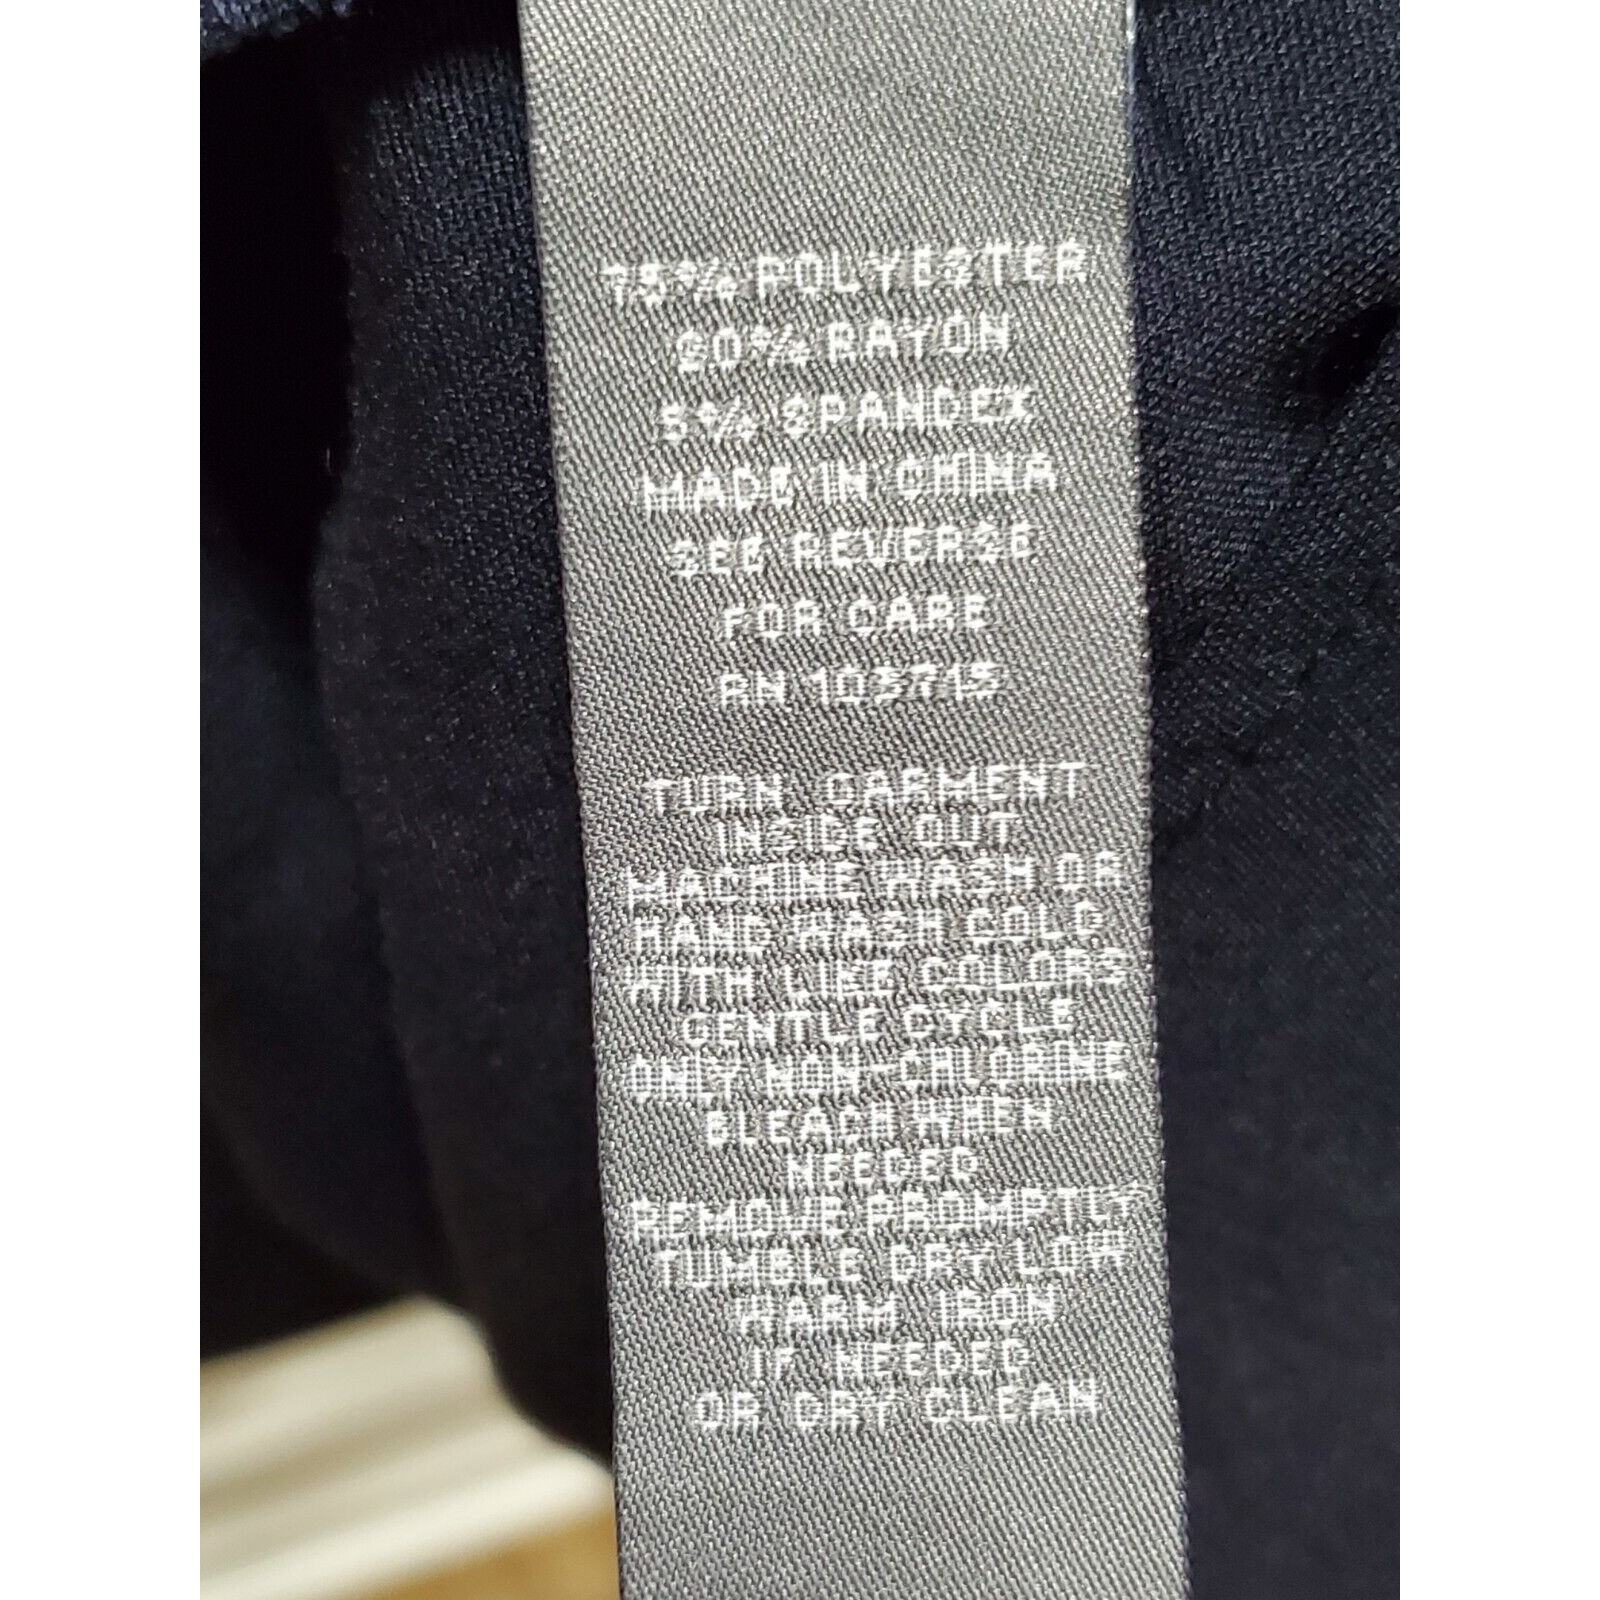 75% POLYESTER
20% RAYON
5% SPANDEX
MADE IN CHINA
SEE REVERSE
FOR CARE
RN 103715
TURN GARMENT
INSIDE OUT
MACHINE WASH OR
HAND WASH COLD
WITH LIKE COLORS
GENTLE CYCLE
ONLY NON-CHLORINE
BLEACH WHEN
NEEDED
REMOVE PROMPTLY
TUMBLE DRY LOW
WARM IRON
IF NEEDED
OR DRY CLEAN